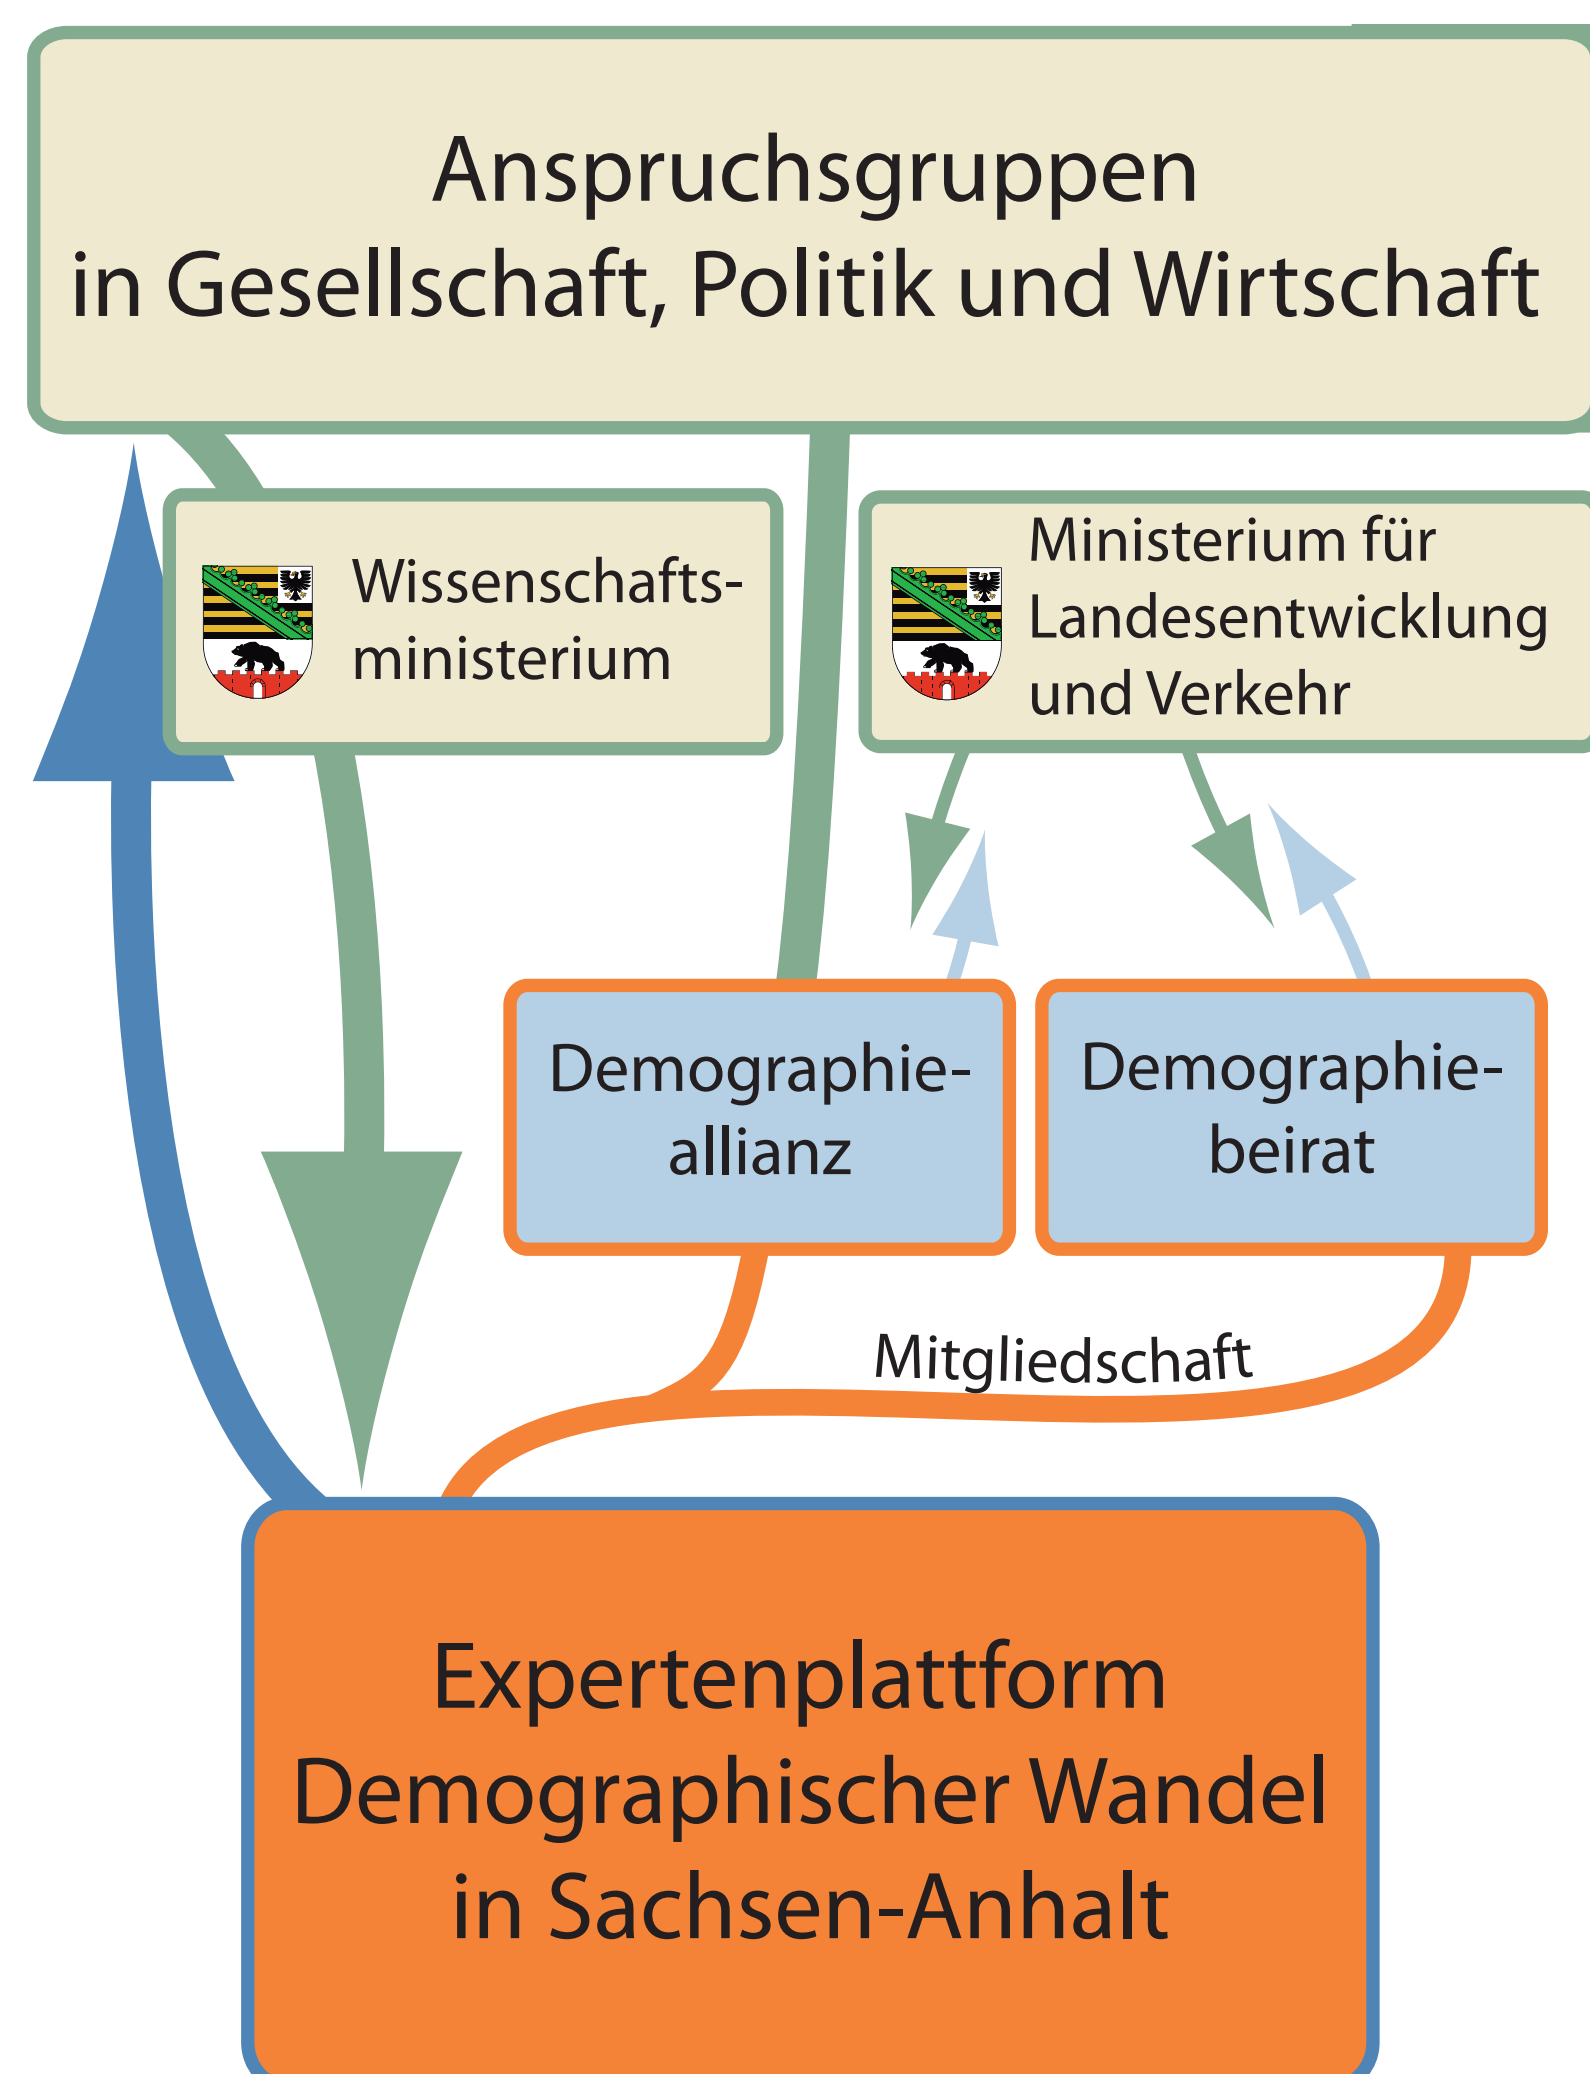 Anspruchsgruppen
in Gesellschaft, Politik und Wirtschaft
Wissenschafts-
ministerium
Ministerium für
Landesentwicklung
und Verkehr
Demographie-
allianz
Demographie-
beirat
Mitgliedschaft
Expertenplattform
Demographischer Wandel
in Sachsen-Anhalt